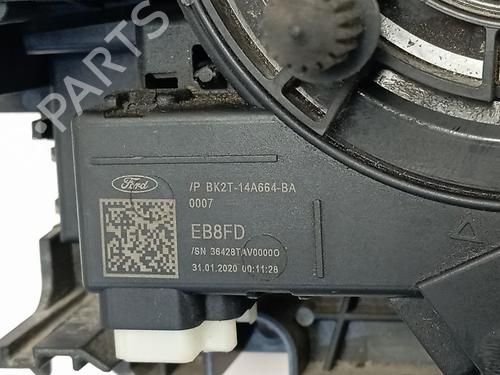 Ford
/P BK2T-14A664-BA
0007
EB8FD
/SN 36428TAV0000O
31.01.2020 00:11:28
B-PARTS